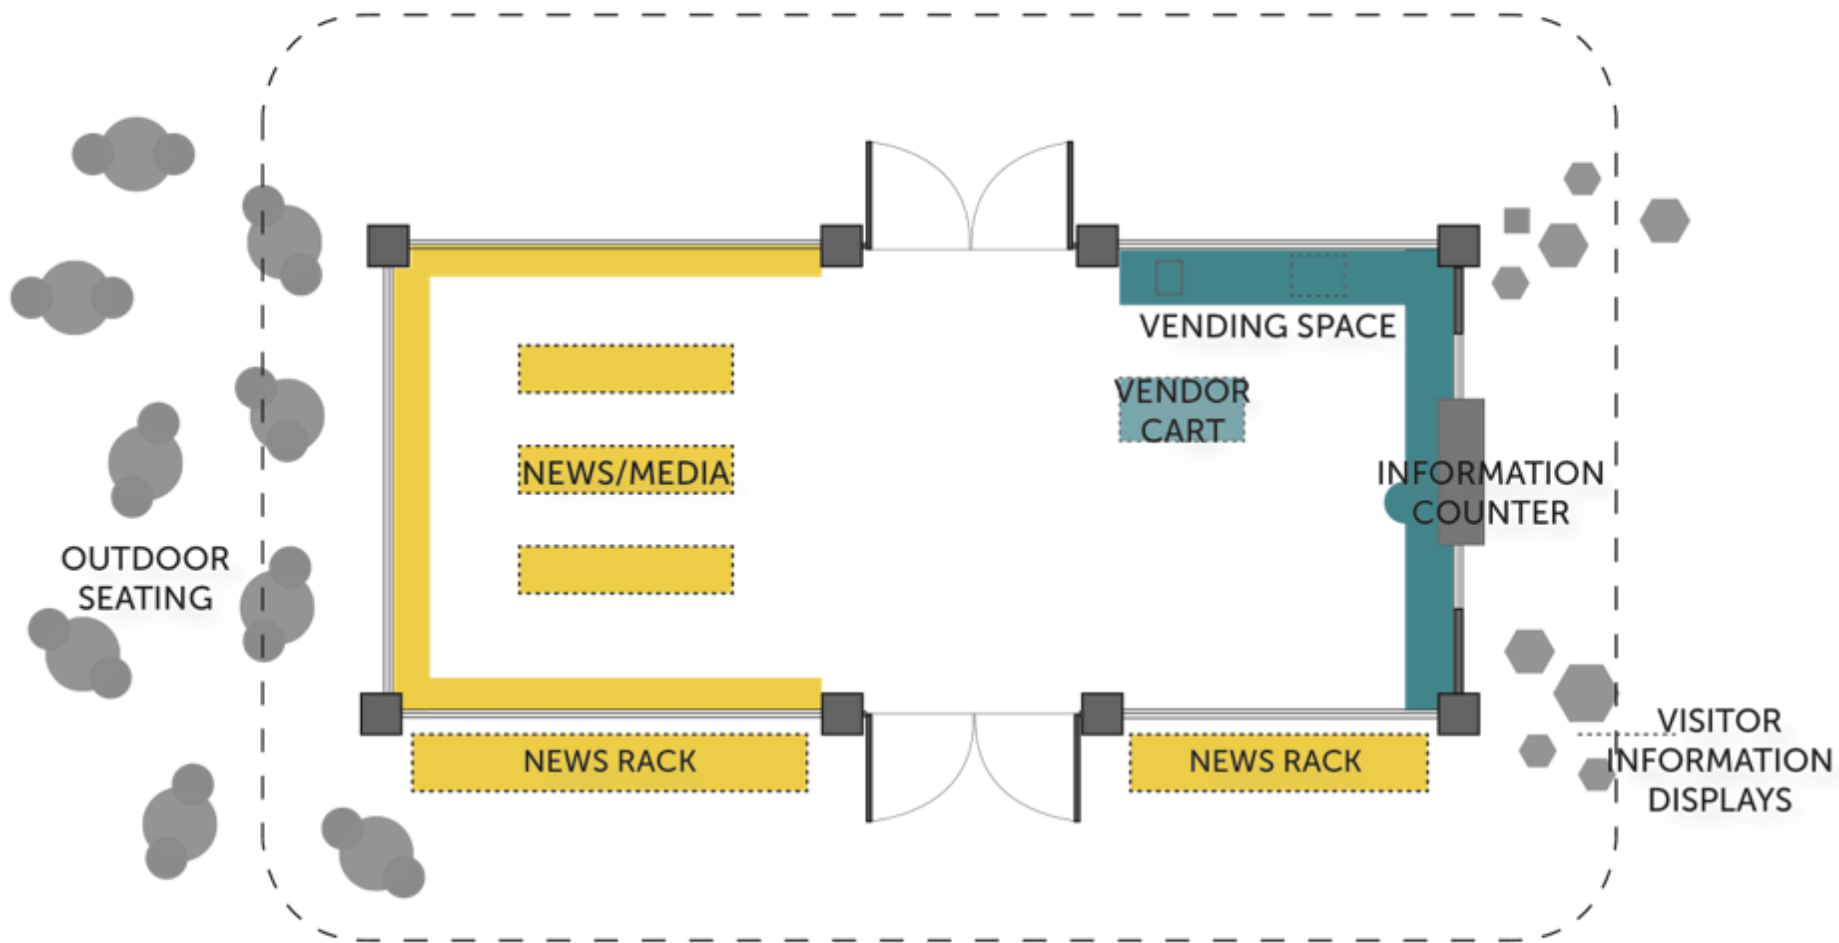 VENDING SPACE
VENDOR
CART
NEWS/MEDIA
INFORMATION
COUNTER
OUTDOOR
SEATING
NEWS RACK
NEWS RACK
VISITOR
INFORMATION
DISPLAYS